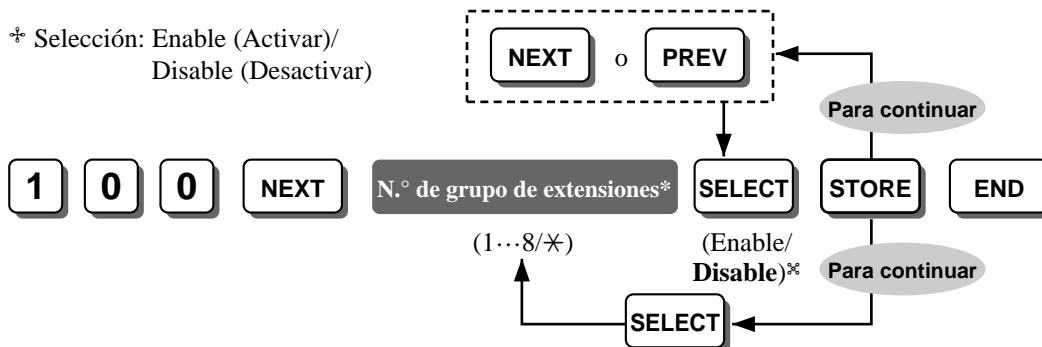 ✢ Selección: Enable (Activar)/
Disable (Desactivar)
NEXT o PREV
Para continuar
1 0 0 NEXT N.° de grupo de extensiones* SELECT STORE END
(1···8/✳) (Enable/
Disable)⌘
Para continuar
SELECT